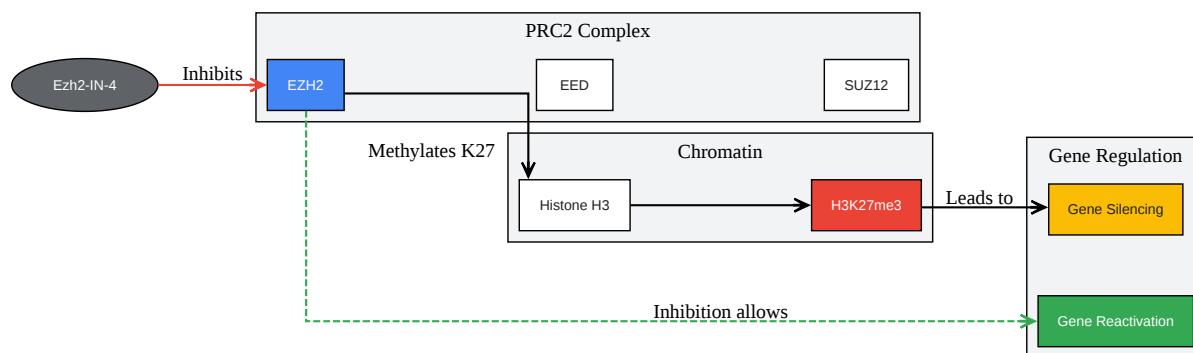 PRC2 Complex
Ezh2-IN-4
Inhibits
EZH2
EED
SUZ12
Methylates K27
Chromatin
Gene Regulation
Histone H3
H3K27me3
Leads to
Gene Silencing
Inhibition allows
Gene Reactivation